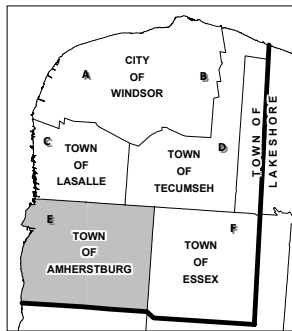 CITY
OF
WINDSOR
A
B
C
TOWN
OF
LASALLE
TOWN
OF
TECUMSEH
D
TOWN OF
LAKESHORE
E
TOWN
OF
AMHERSTBURG
F
TOWN
OF
ESSEX